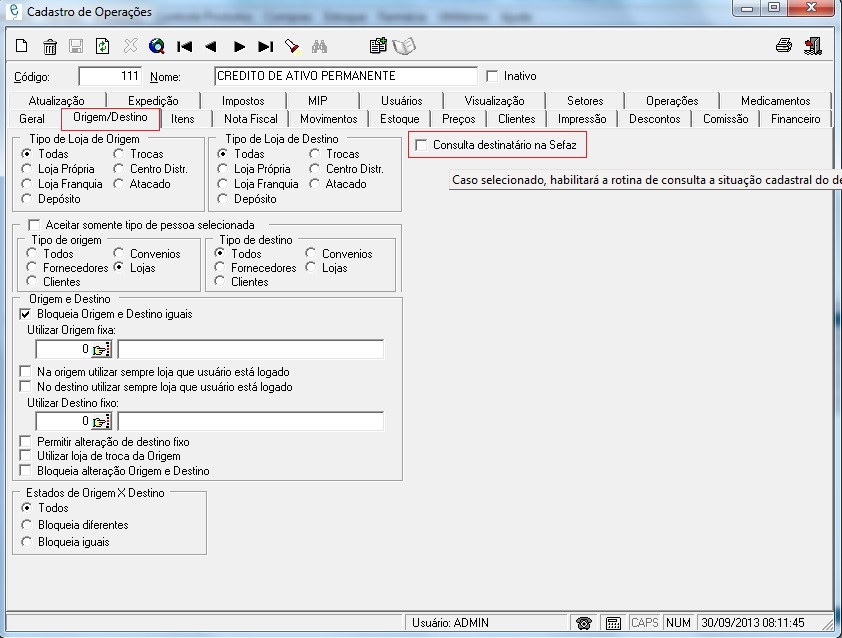 Cadastro de Operações
Código: 111 Nome: CREDITO DE ATIVO PERMANENTE Inativo
Atualização Expedição Impostos MIP Usuários Visualização Setores Operações Medicamentos
Geral Origem/Destino Itens Nota Fiscal Movimentos Estoque Preços Clientes Impressão Descontos Comissão Financeiro
Tipo de Loja de Origem
Todas Trocas
Loja Própria Centro Distr.
Loja Franquia Atacado
Depósito
Tipo de Loja de Destino
Todas Trocas
Loja Própria Centro Distr.
Loja Franquia Atacado
Depósito
Consulta destinatário na Sefaz
Caso selecionado, habilitará a rotina de consulta a situação cadastral do
Aceitar somente tipo de pessoa selecionada
Tipo de origem
Todos Convenios
Fornecedores Lojas
Clientes
Tipo de destino
Todos Convenios
Fornecedores Lojas
Clientes
Origem e Destino
Bloqueia Origem e Destino iguais
Utilizar Origem fixa:
0
Na origem utilizar sempre loja que usuário está logado
No destino utilizar sempre loja que usuário está logado
Utilizar Destino fixo:
0
Permitir alteração de destino fixo
Utilizar loja de troca da Origem
Bloqueia alteração Origem e Destino
Estados de Origem X Destino
Todos
Bloqueia diferentes
Bloqueia iguais
Usuário: ADMIN CAPS NUM 30/09/2013 08:11:45